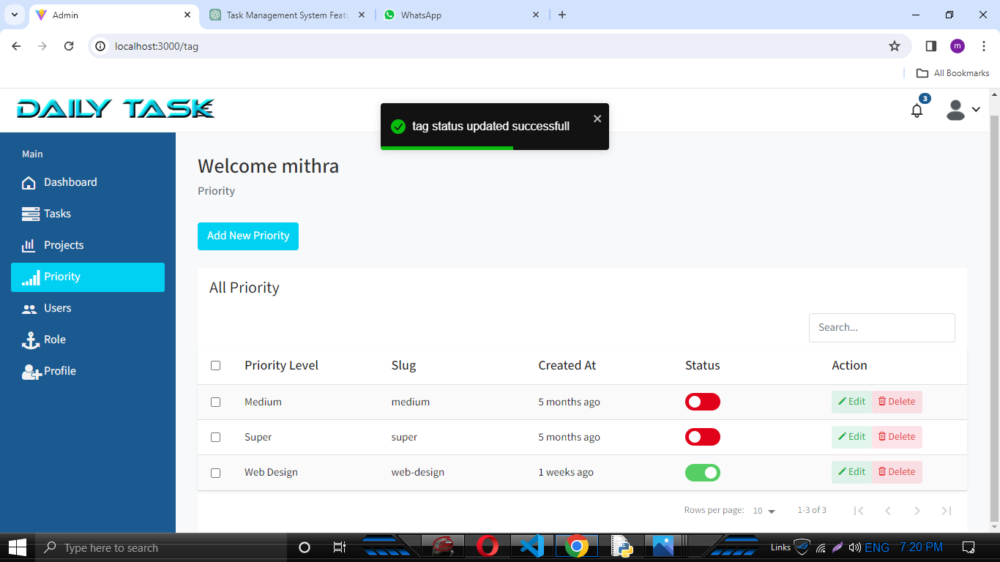 Admin
Task Management System Featu
WhatsApp
localhost:3000/tag
m
All Bookmarks
DAILY TASK
3
tag status updated successfull
Main
Dashboard
Tasks
Projects
Priority
Users
Role
Profile
Welcome mithra
Priority
Add New Priority
All Priority
Search...
Priority Level Slug Created At Status Action
Medium medium 5 months ago Edit Delete
Super super 5 months ago Edit Delete
Web Design web-design 1 weeks ago Edit Delete
Rows per page: 10 1-3 of 3
Type here to search
Links
ENG
7:20 PM